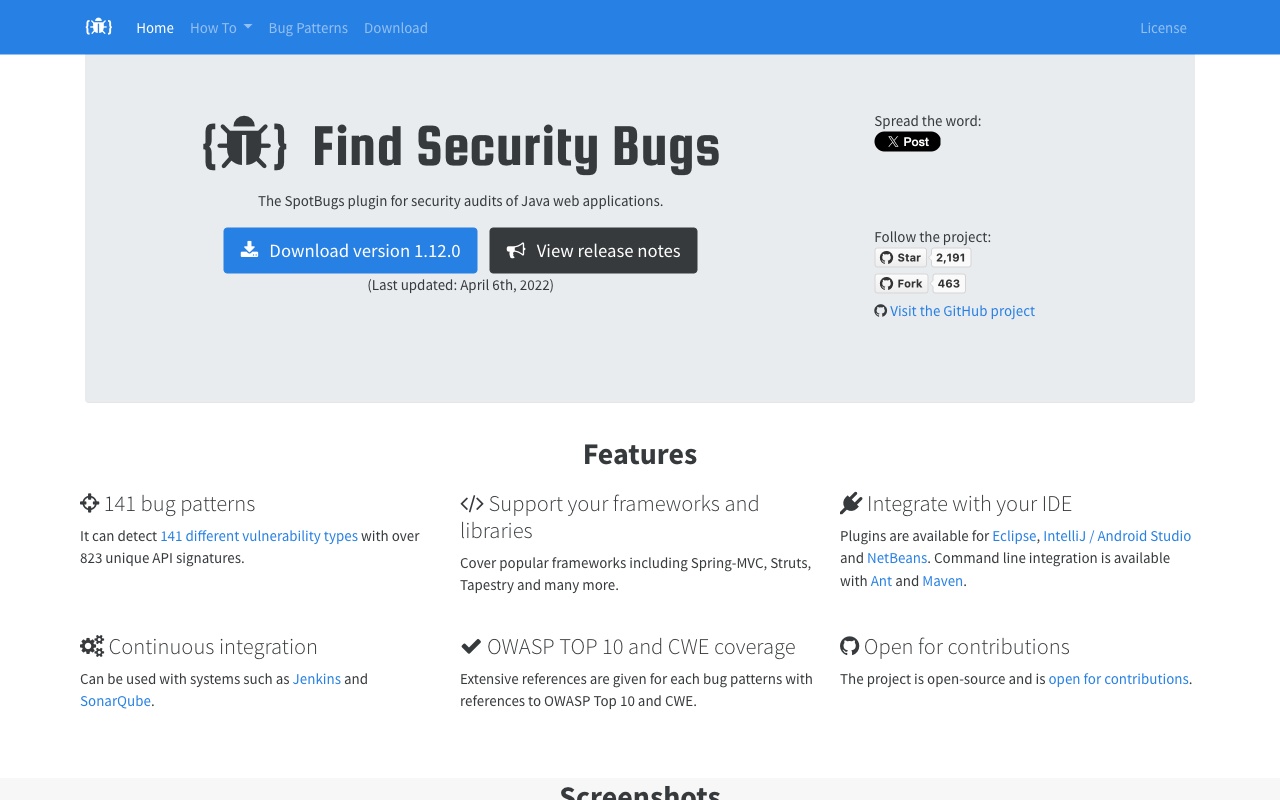 Home How To Bug Patterns Download License
Find Security Bugs
The SpotBugs plugin for security audits of Java web applications.
Download version 1.12.0 View release notes
(Last updated: April 6th, 2022)
Spread the word:
Post
Follow the project:
Star 2,191
Fork 463
Visit the GitHub project
Features
141 bug patterns
It can detect 141 different vulnerability types with over
823 unique API signatures.
Support your frameworks and
libraries
Cover popular frameworks including Spring-MVC, Struts,
Tapestry and many more.
Integrate with your IDE
Plugins are available for Eclipse, IntelliJ / Android Studio
and NetBeans. Command line integration is available
with Ant and Maven.
Continuous integration
Can be used with systems such as Jenkins and
SonarQube.
OWASP TOP 10 and CWE coverage
Extensive references are given for each bug patterns with
references to OWASP Top 10 and CWE.
Open for contributions
The project is open-source and is open for contributions.
Screenshots